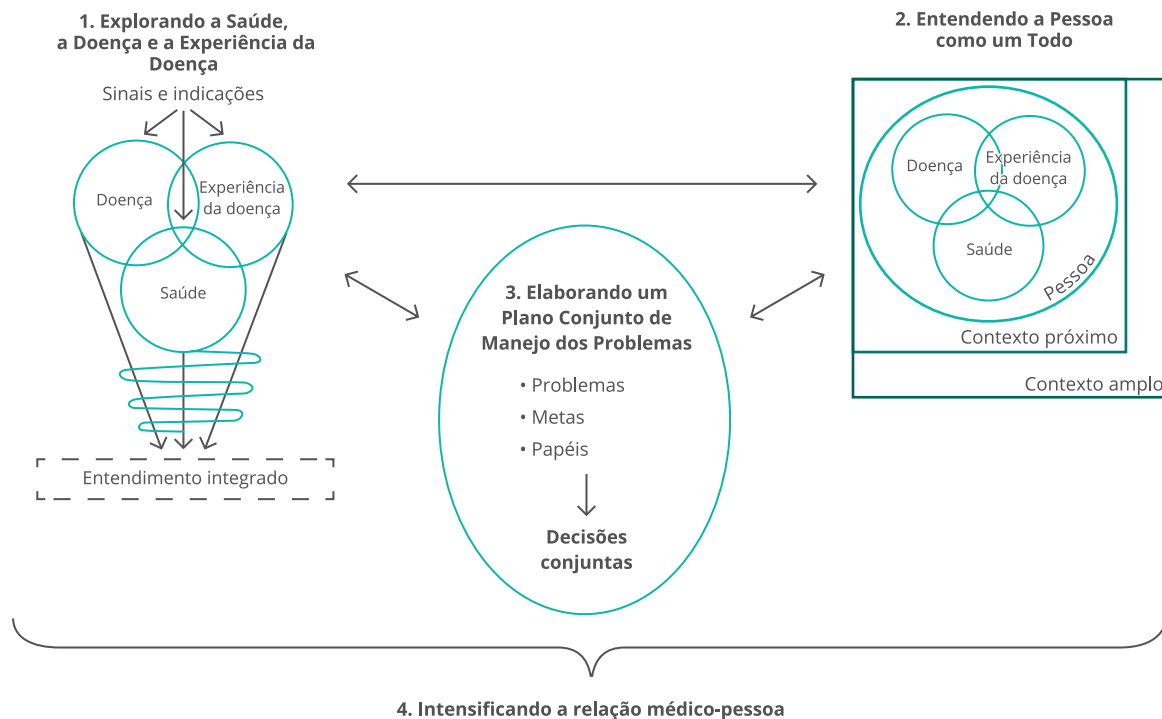 1. Explorando a Saúde,
a Doença e a Experiência da
Doença
Sinais e indicações
Doença
Experiência
da doença
Saúde
Entendimento integrado
2. Entendendo a Pessoa
como um Todo
Doença
Experiência
da doença
Saúde
Pessoa
Contexto próximo
Contexto amplo
3. Elaborando um
Plano Conjunto de
Manejo dos Problemas
• Problemas
• Metas
• Papéis
Decisões
conjuntas
4. Intensificando a relação médico-pessoa